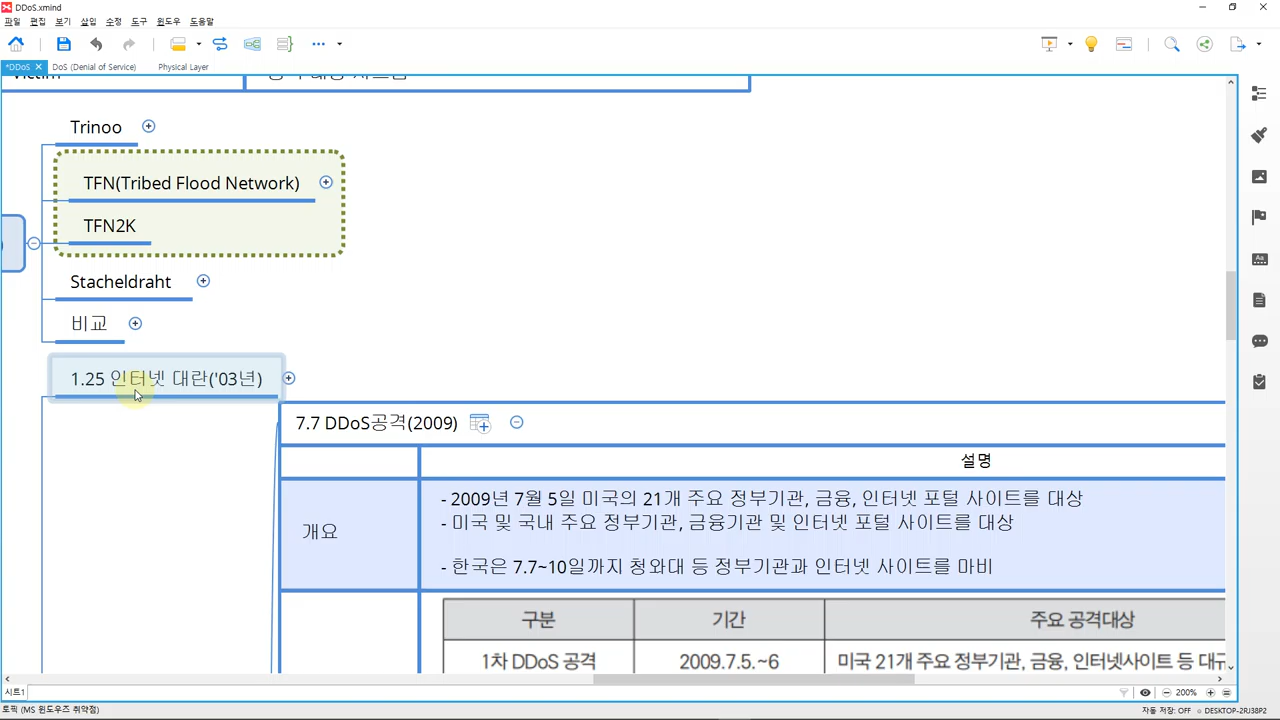 DDoS.xmind
파일 편집 보기 삽입 수정 도구 윈도우 도움말
*DDoS DoS (Denial of Service) Physical Layer
Trinoo
TFN(Tribed Flood Network)
TFN2K
Stacheldraht
비교
1.25 인터넷 대란('03년)
7.7 DDoS공격(2009)
설명
개요
- 2009년 7월 5일 미국의 21개 주요 정부기관, 금융, 인터넷 포털 사이트를 대상
- 미국 및 국내 주요 정부기관, 금융기관 및 인터넷 포털 사이트를 대상
- 한국은 7.7~10일까지 청와대 등 정부기관과 인터넷 사이트를 마비
구분 기간 주요 공격대상
1차 DDoS 공격 2009.7.5.~6 미국 21개 주요 정부기관, 금융, 인터넷사이트 등 대규
시트1
200%
토픽 (MS 윈도우즈 취약점)
자동 저장: OFF DESKTOP-2RJ38P2